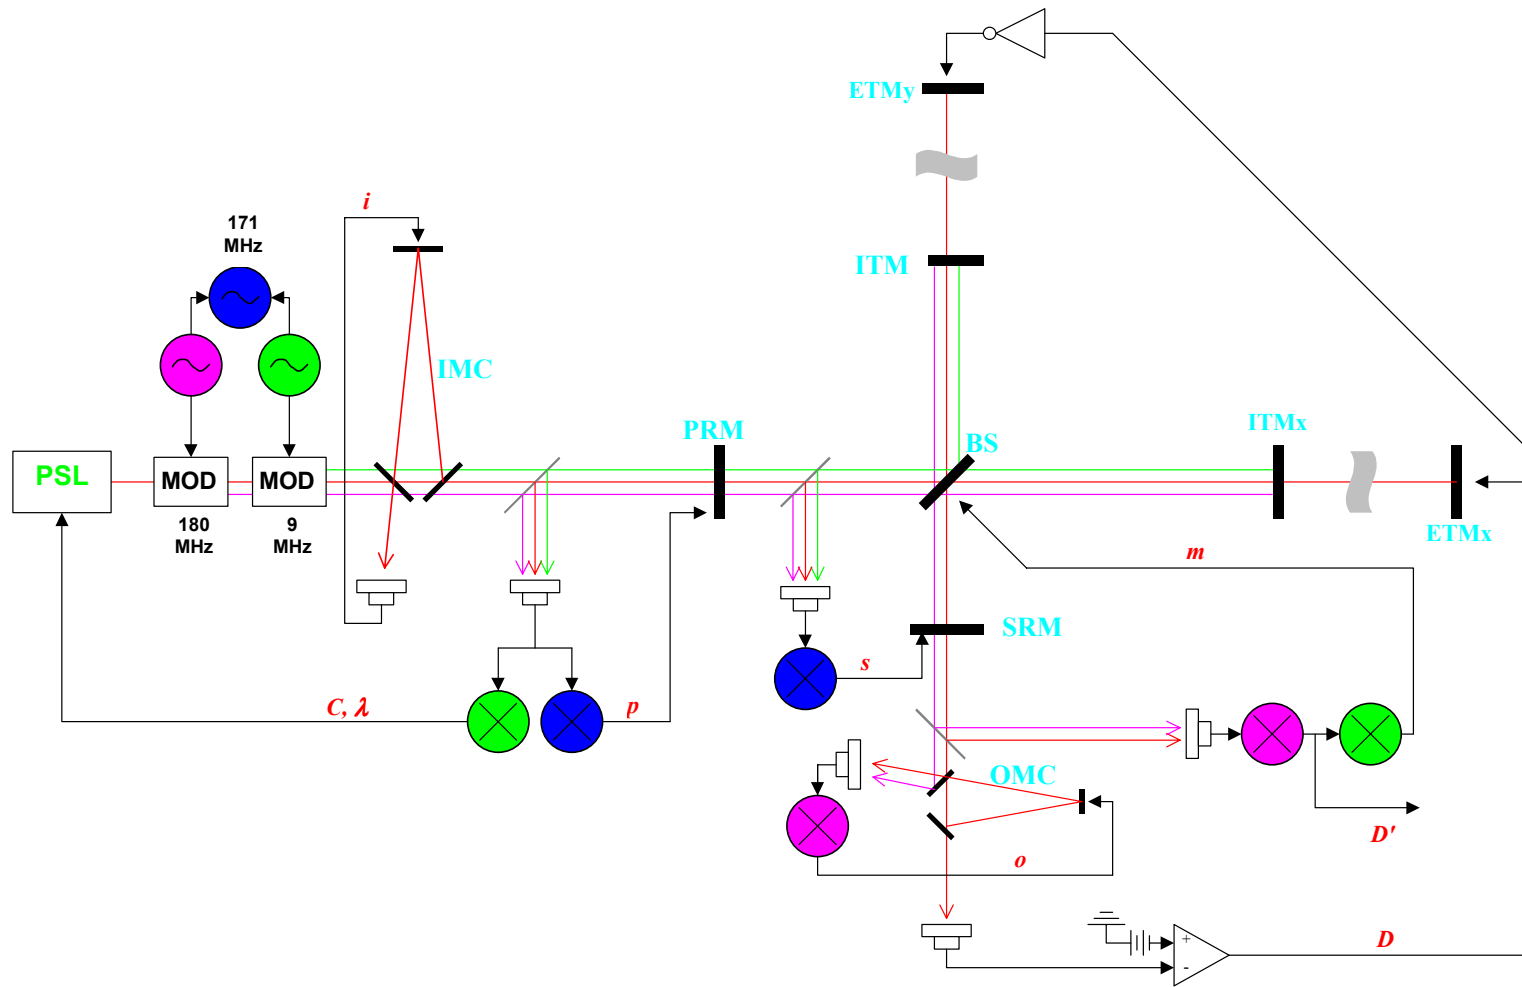 ETMy
i
171
MHz
ITM
IMC
PRM
BS
ITMx
PSL
MOD
MOD
180
MHz
9
MHz
ETMx
m
SRM
s
C, λ
p
OMC
D'
o
D
+
-